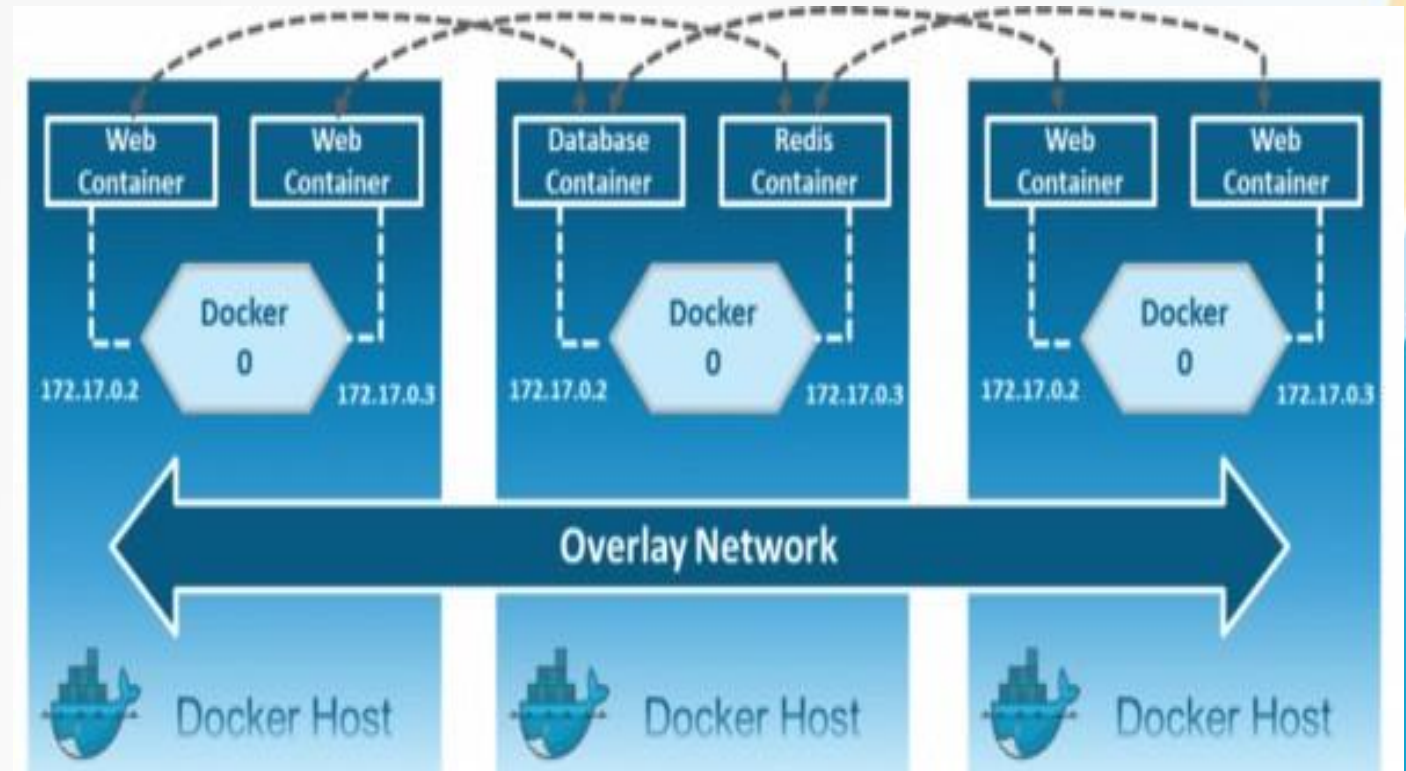 Web
Container
Web
Container
Docker
0
172.17.0.2
172.17.0.3
Docker Host
Database
Container
Redis
Container
Docker
0
172.17.0.2
172.17.0.3
Docker Host
Web
Container
Web
Container
Docker
0
172.17.0.2
172.17.0.3
Docker Host
Overlay Network